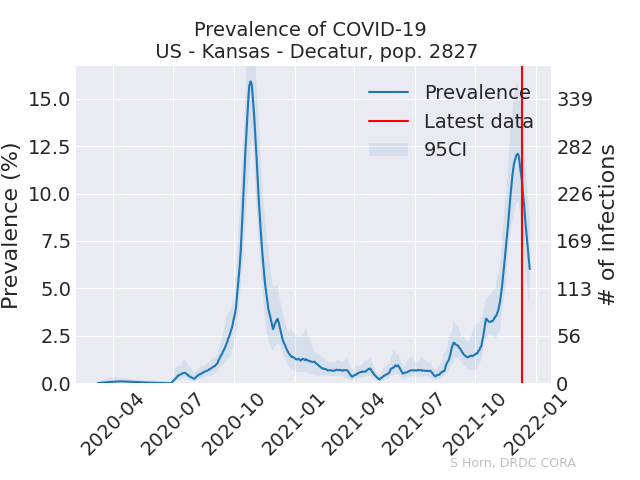 Prevalence of COVID-19
US - Kansas - Decatur, pop. 2827
Prevalence
Latest data
95CI
Prevalence (%)
15.0
12.5
10.0
7.5
5.0
2.5
0.0
339
282
226
169
113
56
0
# of infections
2020-04
2020-07
2020-10
2021-01
2021-04
2021-07
2021-10
2022-01
S Horn, DRDC CORA